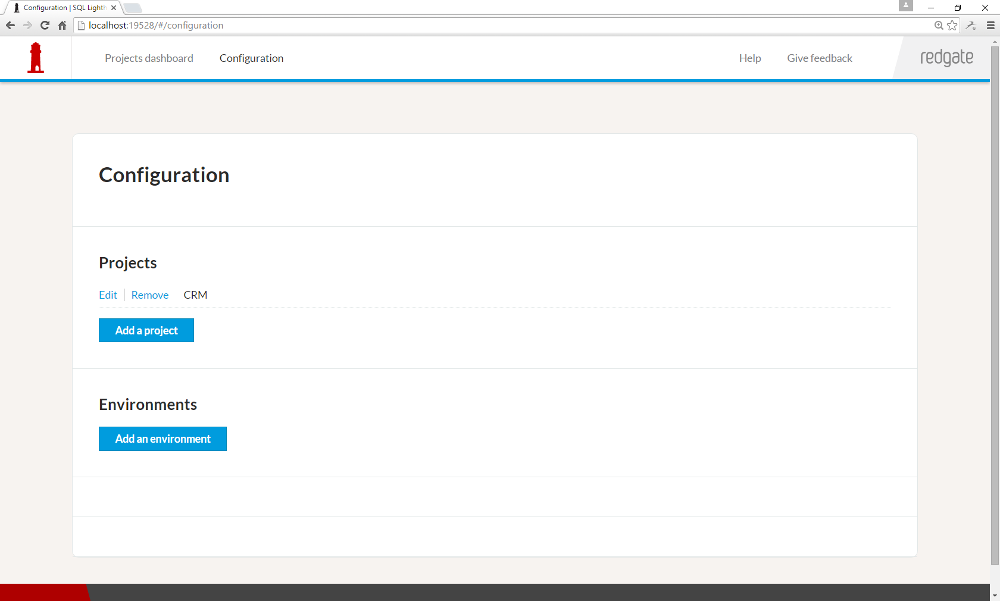 Configuration | SQL Lighth
localhost:19528/#/configuration
Projects dashboard
Configuration
Help
Give feedback
redgate
Configuration
Projects
Edit
Remove
CRM
Add a project
Environments
Add an environment